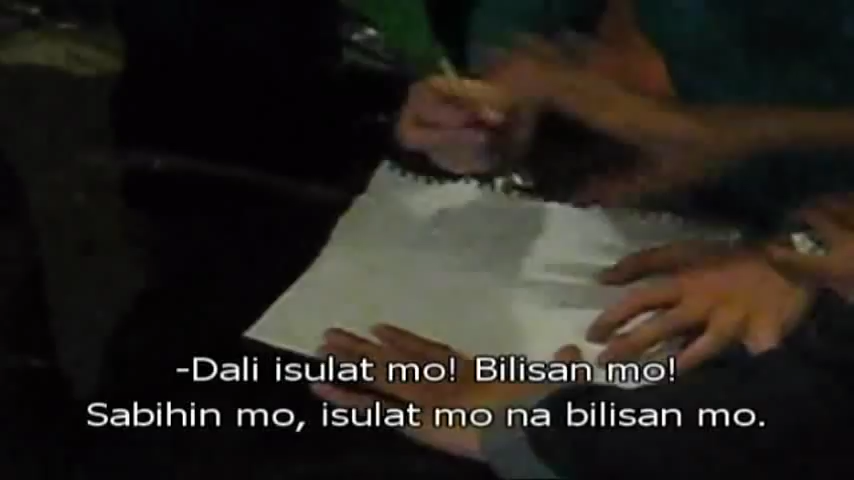 -Dali isulat mo! Bilisan mo!
Sabihin mo, isulat mo na bilisan mo.